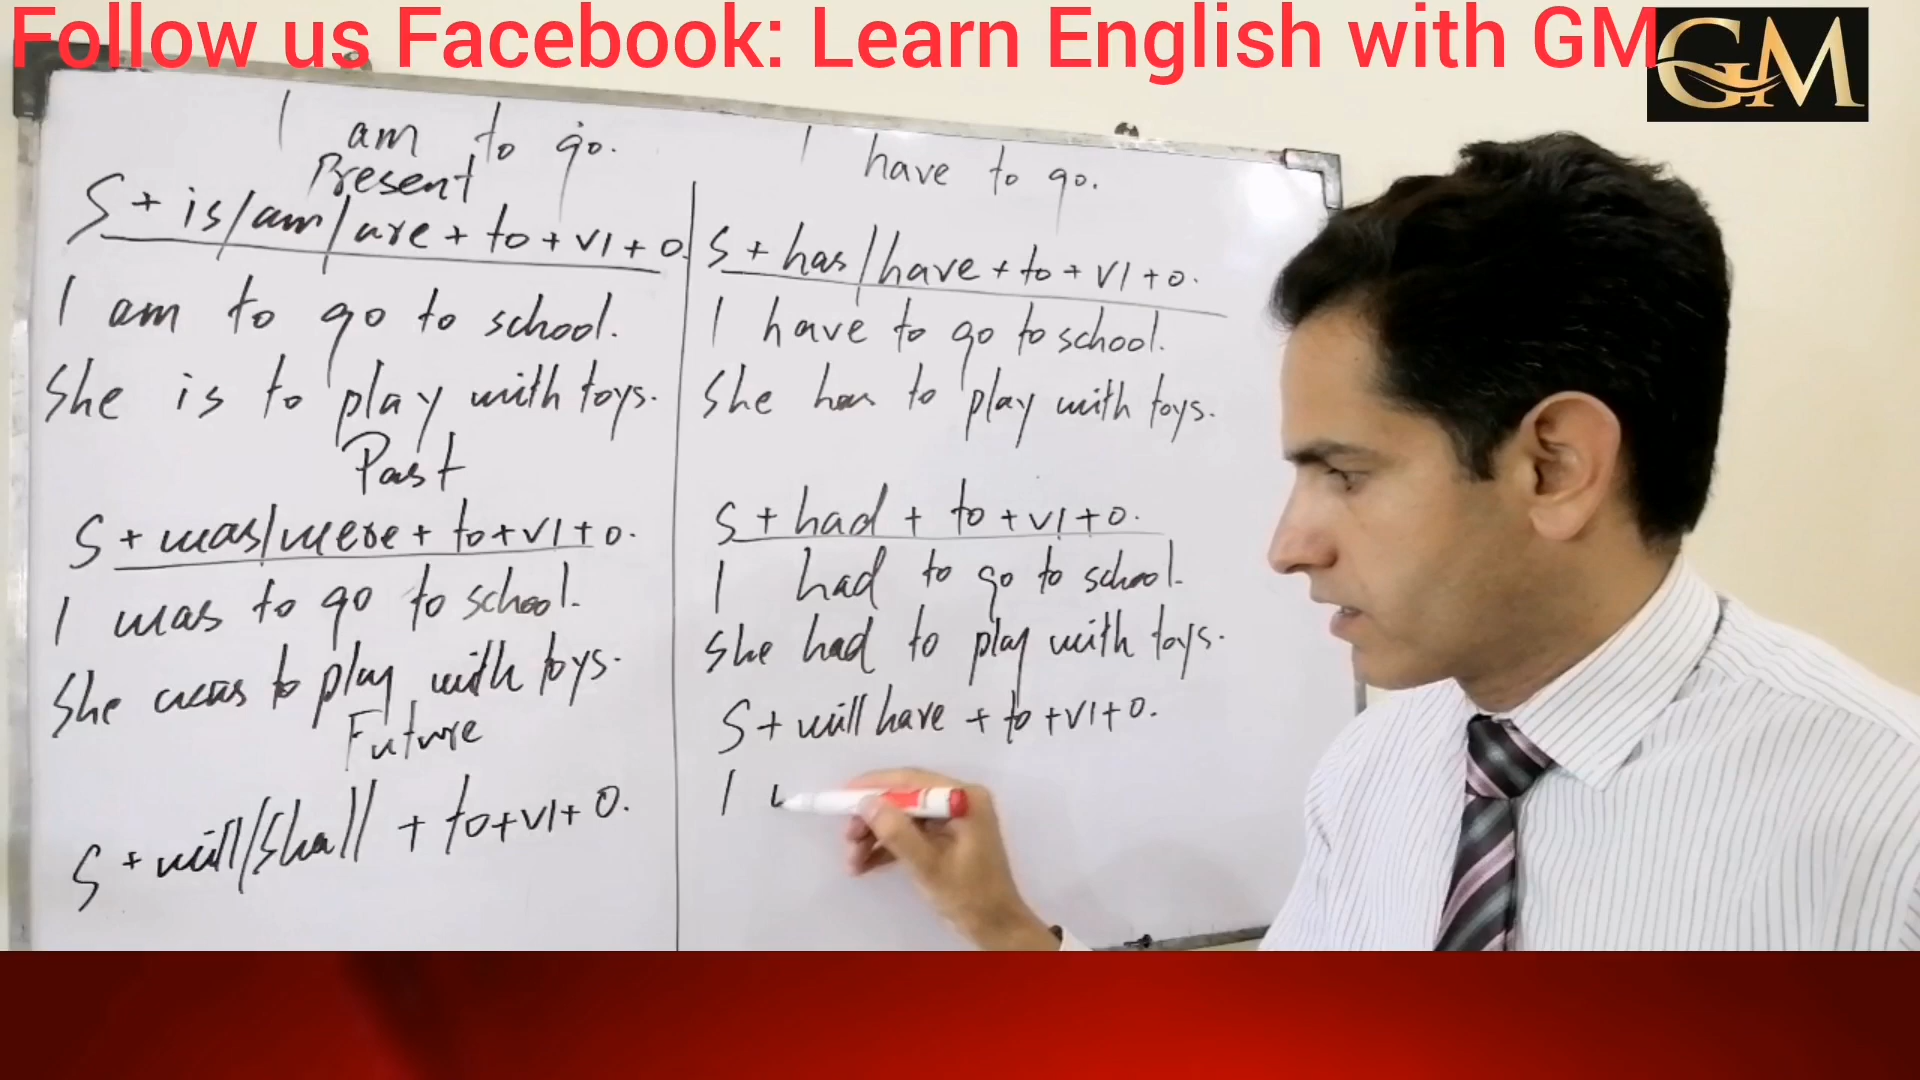 Follow us Facebook: Learn English with GM
GM
I am to go.
Present
S + is/am/are + to + v1 + o.
I am to go to school.
She is to play with toys.
Past
S + was/were + to + v1 + o.
I was to go to school.
She was to play with toys.
Future
S + will/shall + to + v1 + o.
I have to go.
S + has/have + to + v1 + o.
I have to go to school.
She has to play with toys.
S + had + to + v1 + o.
I had to go to school.
She had to play with toys.
S + will have + to + v1 + o.
I